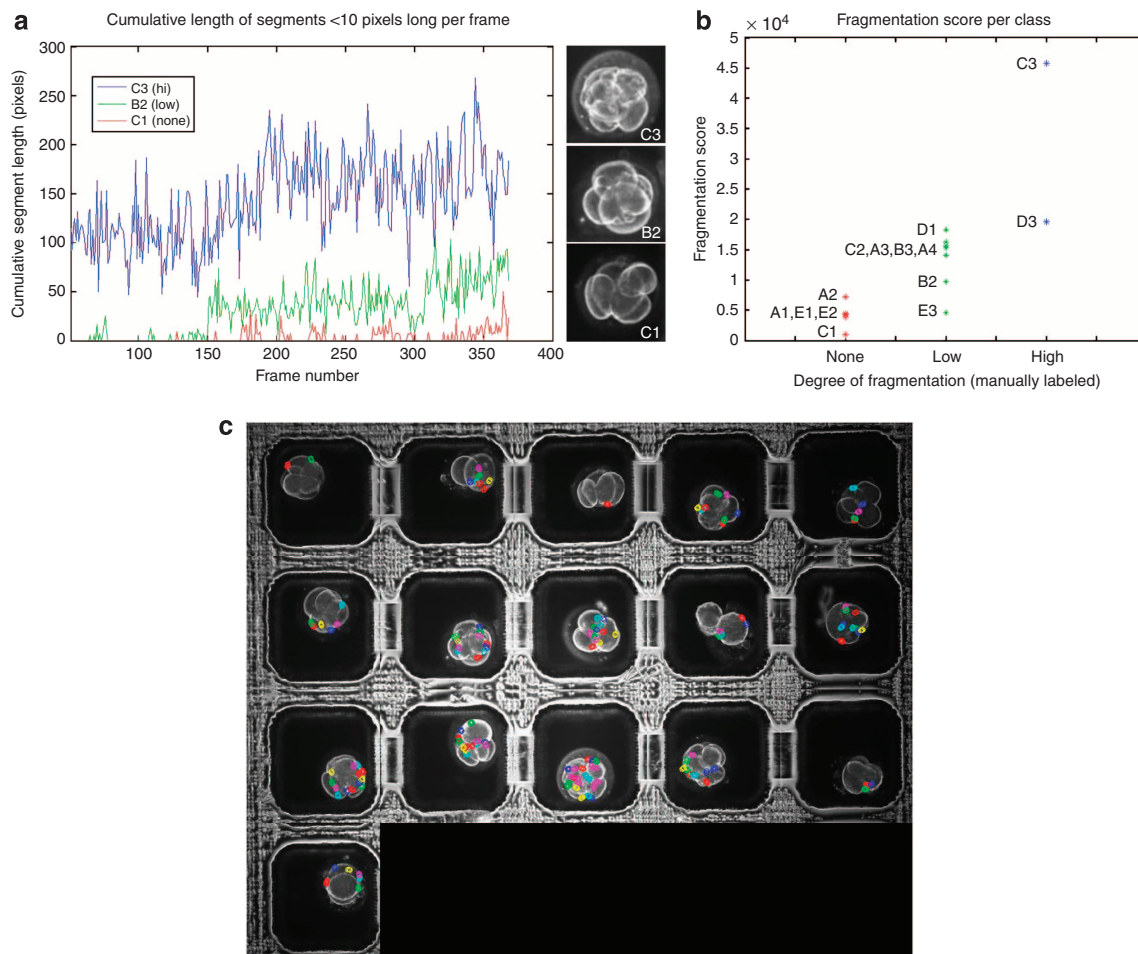 a
Cumulative length of segments <10 pixels long per frame
300
250
200
150
100
50
0
100
150
200
250
300
350
400
Cumulative segment length (pixels)
Frame number
C3 (hi)
B2 (low)
C1 (none)
C3
B2
C1
b
Fragmentation score per class
× 10⁴
5
4.5
4
3.5
3
2.5
2
1.5
1
0.5
0
Fragmentation score
C3
D3
D1
C2,A3,B3,A4
B2
E3
A2
A1,E1,E2
C1
None
Low
High
Degree of fragmentation (manually labeled)
c